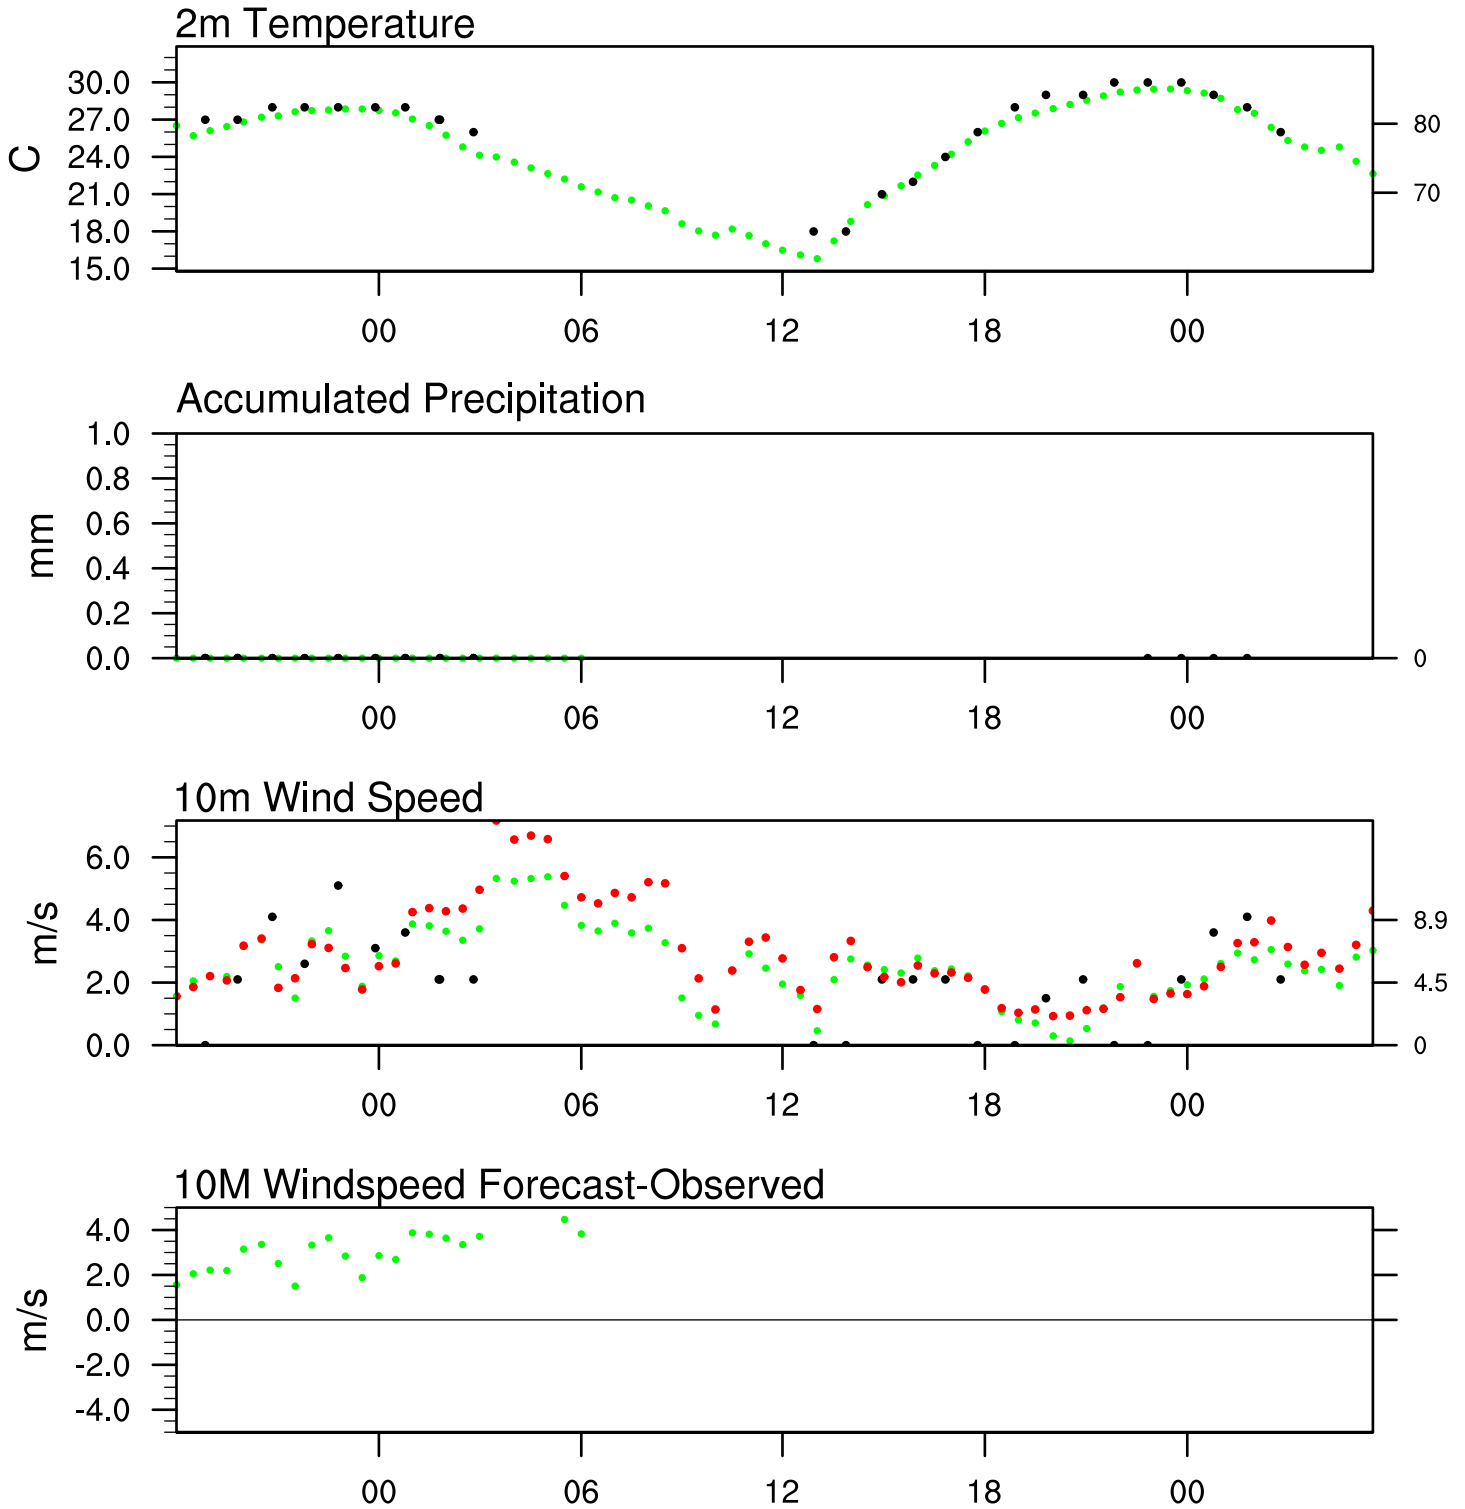 2m Temperature
30.0
27.0
80
24.0
C
21.0
70
18.0
15.0
00 06 12 18 00
Accumulated Precipitation
1.0
0.8
0.6
mm
0.4
0.2
0.0 0
00 06 12 18 00
10m Wind Speed
6.0
4.0 8.9
m/s
2.0 4.5
0.0 0
00 06 12 18 00
10M Windspeed Forecast-Observed
4.0
2.0
0.0
m/s
-2.0
-4.0
00 06 12 18 00